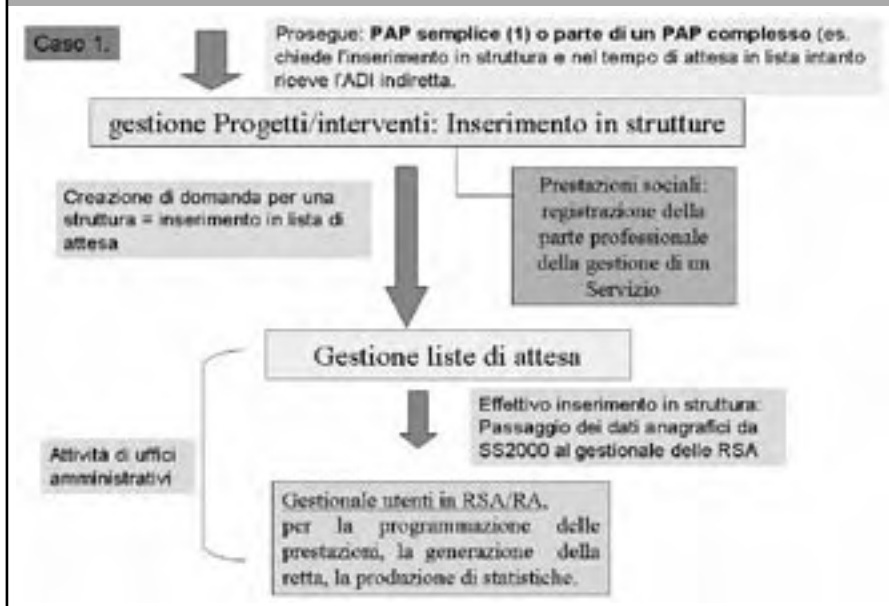 Caso 1.
Prosegue: PAP semplice (1) o parte di un PAP complesso (es.
chiede l'inserimento in struttura e nel tempo di attesa in lista intanto
riceve l'ADI indiretta.
gestione Progetti/interventi: Inserimento in strutture
Creazione di domanda per una
struttura = inserimento in lista di
attesa
Prestazioni sociali:
registrazione della
parte professionale
della gestione di un
Servizio
Gestione liste di attesa
Effettivo inserimento in struttura:
Passaggio dei dati anagrafici da
SS2000 al gestionale delle RSA
Attività di uffici
amministrativi
Gestionale utenti in RSA/RA,
per la programmazione delle
prestazioni, la generazione della
retta, la produzione di statistiche.